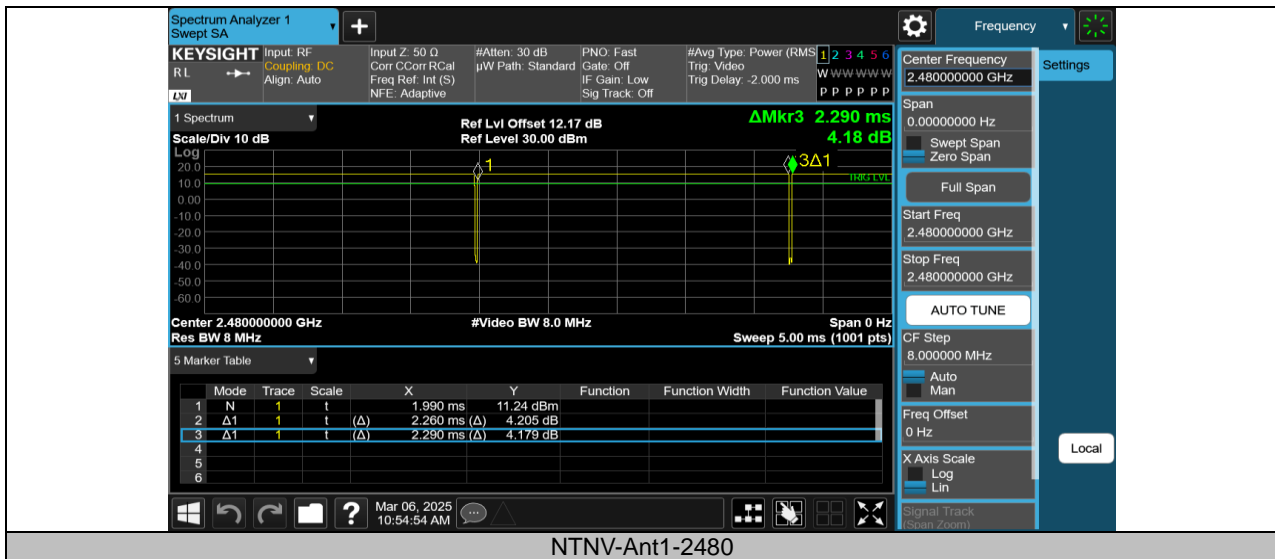 Spectrum Analyzer 1
Swept SA
Frequency
KEYSIGHT
RL
LXI
Input: RF
Coupling: DC
Align: Auto
Input Z: 50 Ω
Corr CCorr RCal
Freq Ref: Int (S)
NFE: Adaptive
#Atten: 30 dB
µW Path: Standard
PNO: Fast
Gate: Off
IF Gain: Low
Sig Track: Off
#Avg Type: Power (RMS
Trig: Video
Trig Delay: -2.000 ms
1 2 3 4 5 6
W W W W W W
P P P P P P
Center Frequency
2.480000000 GHz
Settings
Span
0.00000000 Hz
Swept Span
Zero Span
Full Span
Start Freq
2.480000000 GHz
Stop Freq
2.480000000 GHz
AUTO TUNE
CF Step
8.000000 MHz
Auto
Man
Freq Offset
0 Hz
X Axis Scale
Log
Lin
Signal Track
(Span Zoom)
Local
1 Spectrum
Scale/Div 10 dB
Log
Ref Lvl Offset 12.17 dB
Ref Level 30.00 dBm
ΔMkr3 2.290 ms
4.18 dB
1
3Δ1
TRIG LVL
20.0
10.0
0.00
-10.0
-20.0
-30.0
-40.0
-50.0
-60.0
Center 2.480000000 GHz
Res BW 8 MHz
#Video BW 8.0 MHz
Span 0 Hz
Sweep 5.00 ms (1001 pts)
5 Marker Table
Mode Trace Scale X Y Function Function Width Function Value
1 N 1 t 1.990 ms 11.24 dBm
2 Δ1 1 t (Δ) 2.260 ms (Δ) 4.205 dB
3 Δ1 1 t (Δ) 2.290 ms (Δ) 4.179 dB
4
5
6
Mar 06, 2025
10:54:54 AM
NTNV-Ant1-2480